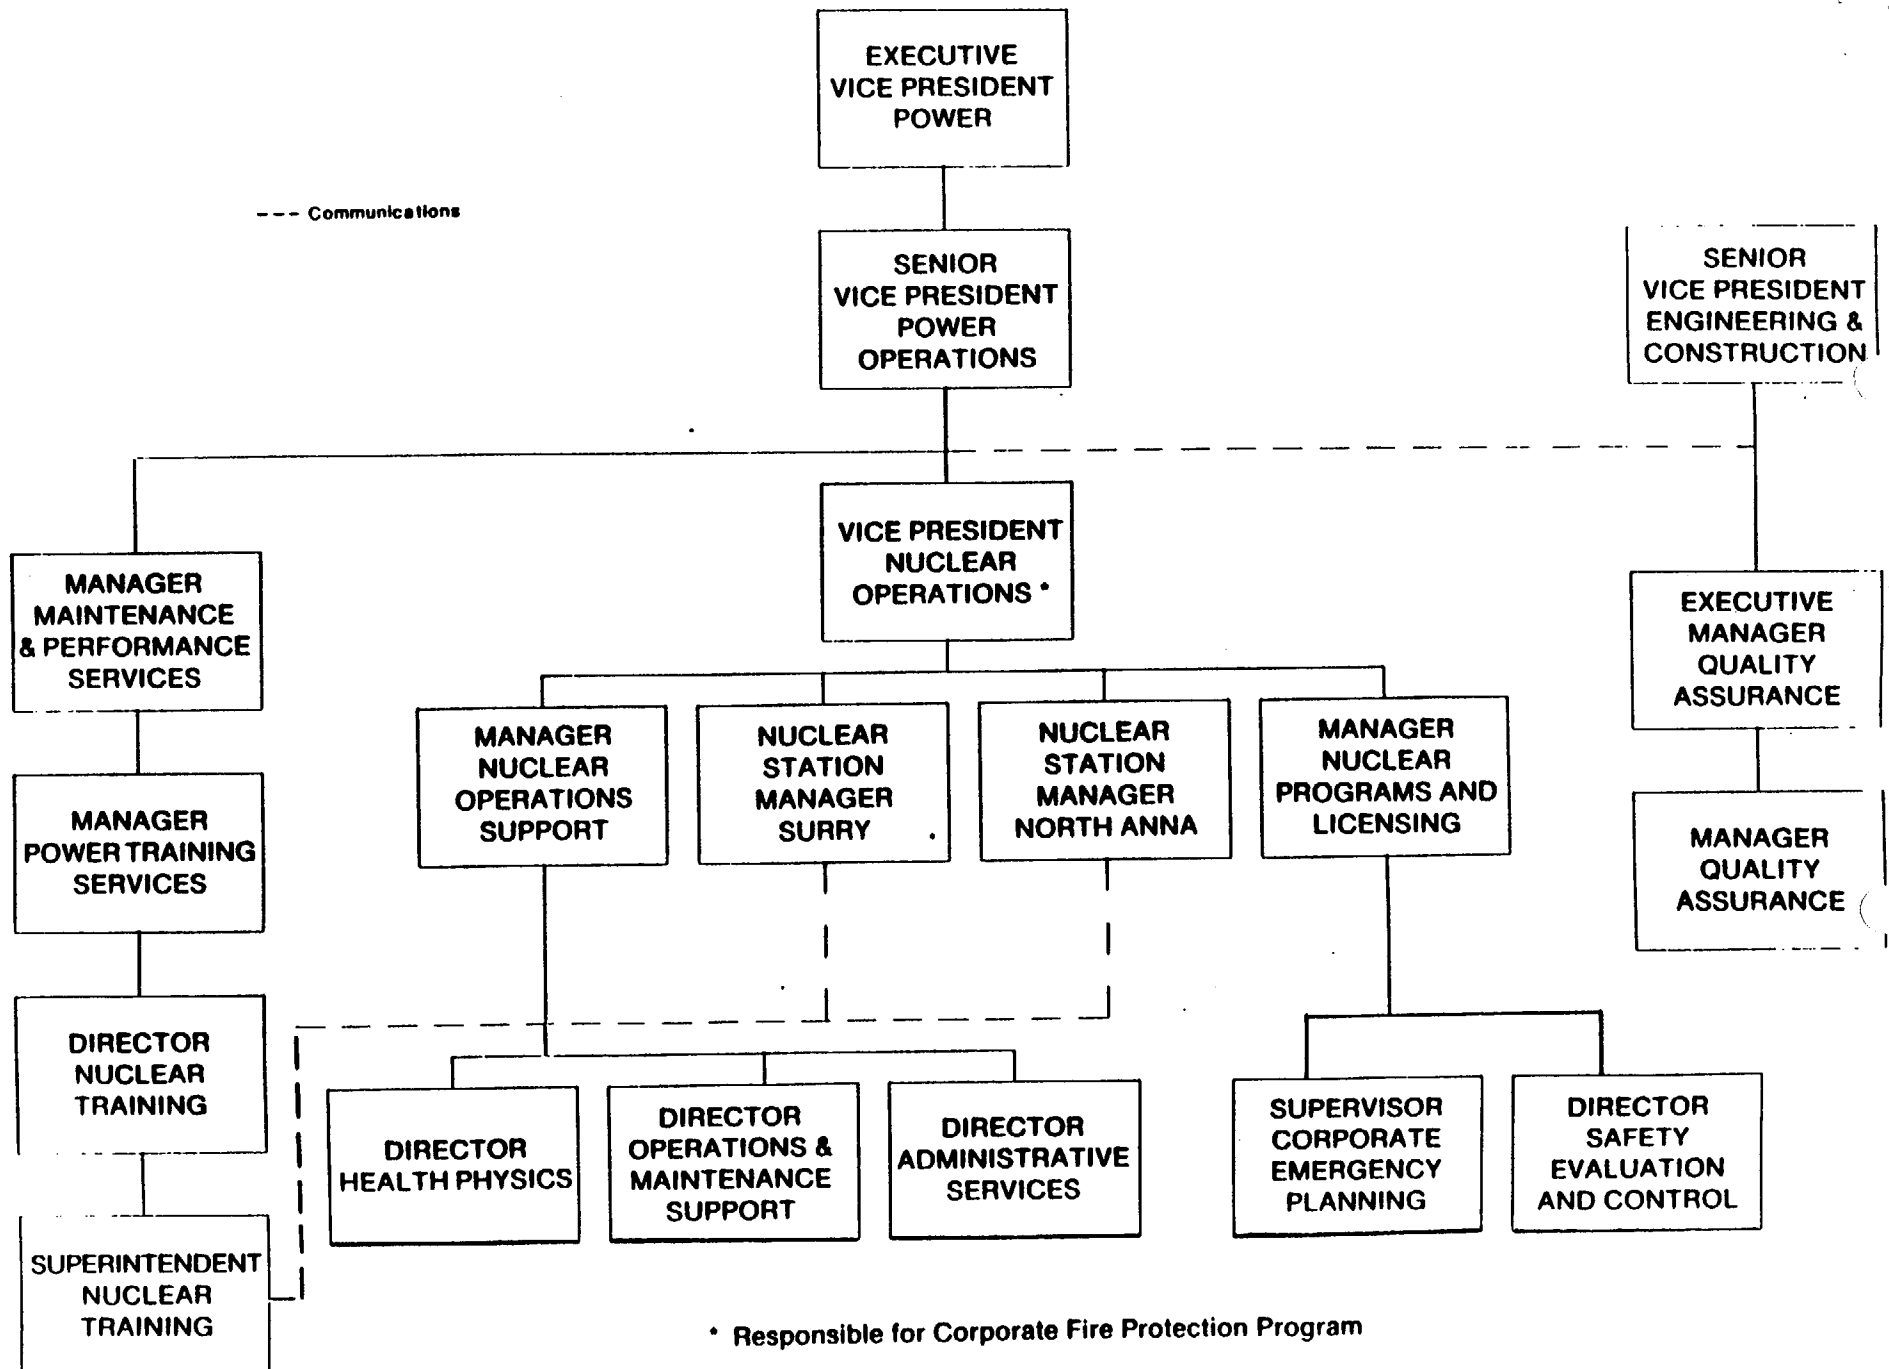 EXECUTIVE
VICE PRESIDENT
POWER
--- Communications
SENIOR
VICE PRESIDENT
POWER
OPERATIONS
SENIOR
VICE PRESIDENT
ENGINEERING &
CONSTRUCTION
VICE PRESIDENT
NUCLEAR
OPERATIONS *
MANAGER
MAINTENANCE
& PERFORMANCE
SERVICES
EXECUTIVE
MANAGER
QUALITY
ASSURANCE
MANAGER
NUCLEAR
OPERATIONS
SUPPORT
NUCLEAR
STATION
MANAGER
SURRY
NUCLEAR
STATION
MANAGER
NORTH ANNA
MANAGER
NUCLEAR
PROGRAMS AND
LICENSING
MANAGER
POWER TRAINING
SERVICES
MANAGER
QUALITY
ASSURANCE
DIRECTOR
NUCLEAR
TRAINING
DIRECTOR
HEALTH PHYSICS
DIRECTOR
OPERATIONS &
MAINTENANCE
SUPPORT
DIRECTOR
ADMINISTRATIVE
SERVICES
SUPERVISOR
CORPORATE
EMERGENCY
PLANNING
DIRECTOR
SAFETY
EVALUATION
AND CONTROL
SUPERINTENDENT
NUCLEAR
TRAINING
* Responsible for Corporate Fire Protection Program